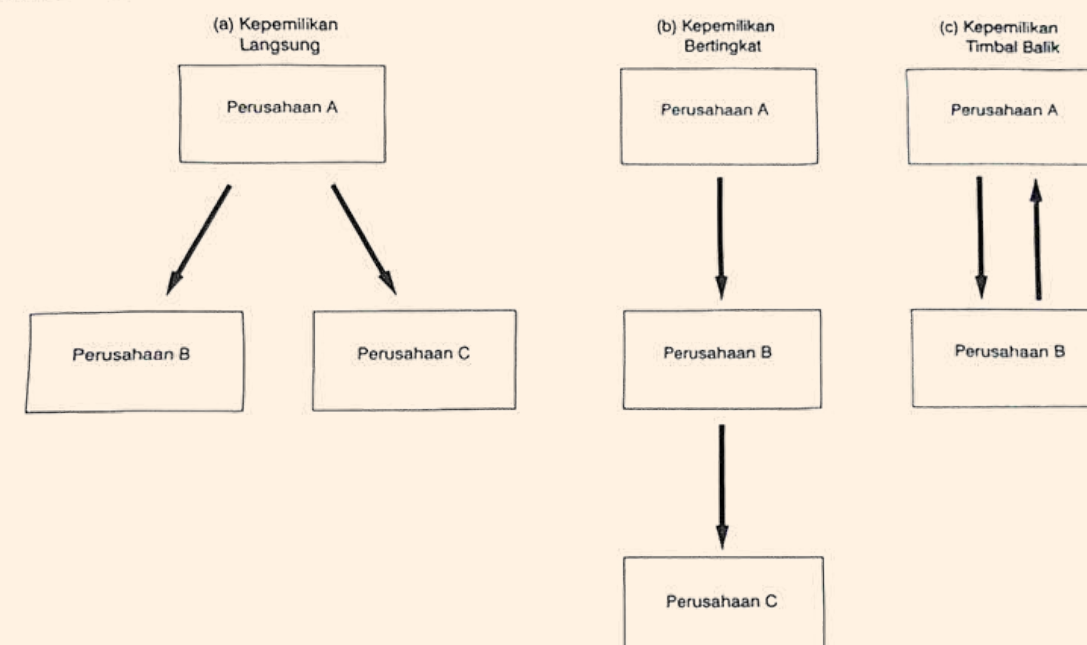 (a) Kepemilikan
Langsung
Perusahaan A
Perusahaan B
Perusahaan C
(b) Kepemilikan
Bertingkat
Perusahaan A
Perusahaan B
Perusahaan C
(c) Kepemilikan
Timbal Balik
Perusahaan A
Perusahaan B